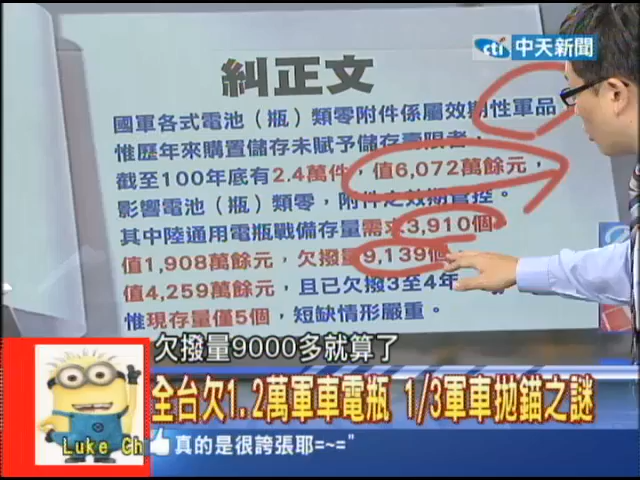 cti 中天新聞
糾正文
國軍各式電池（瓶）類零附件係屬效期性軍品
惟歷年來購置儲存未賦予儲存壽限者，
截至100年底有2.4萬件，值6,072萬餘元，
影響電池（瓶）類零，附件之效期管控。
其中陸通用電瓶戰備存量需求3,910個
值1,908萬餘元，欠撥量9,139個
值4,259萬餘元，且已欠撥3至4年
惟現存量僅5個，短缺情形嚴重。
欠撥量9000多就算了
全台欠1.2萬軍車電瓶 1/3軍車拋錨之謎
Luke Ch
真的是很誇張耶=~="